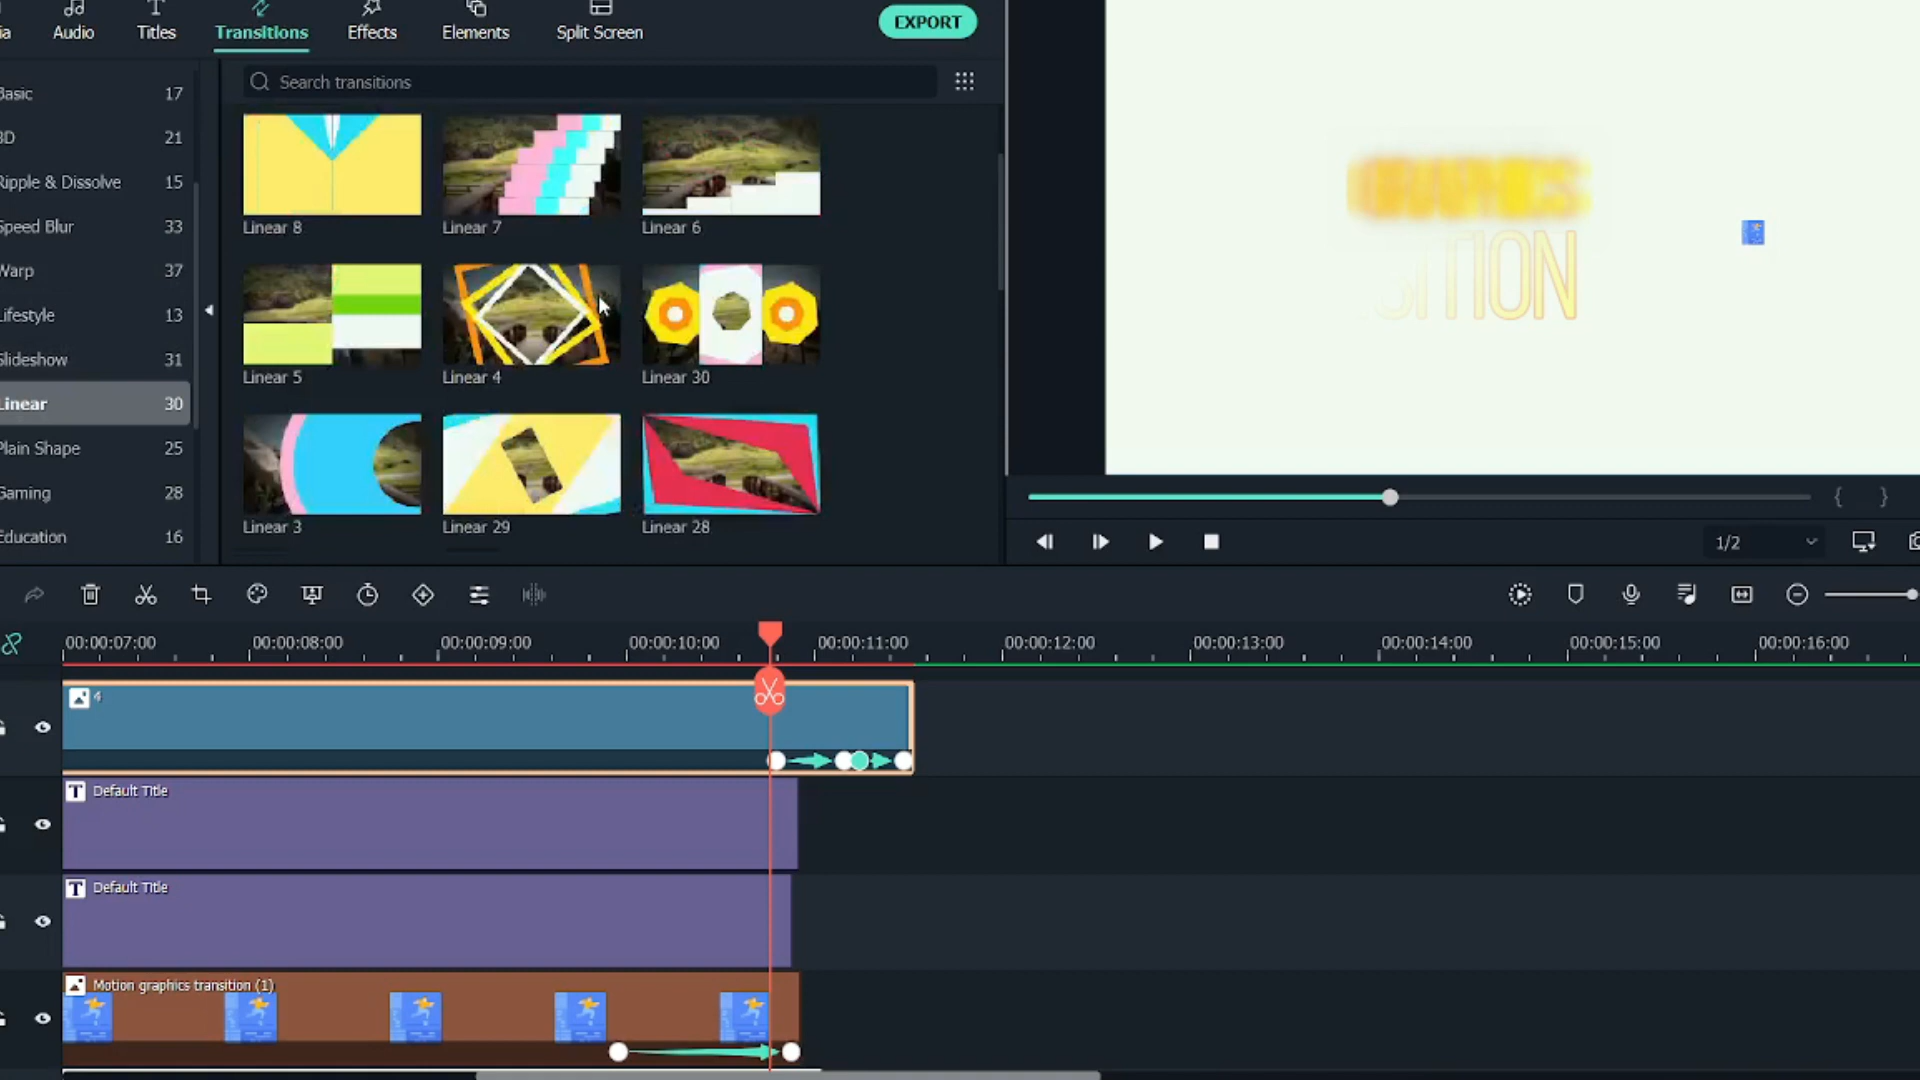 ia
Audio
Titles
Transitions
Effects
Elements
Split Screen
EXPORT
Search transitions
Basic 17
3D 21
Ripple & Dissolve 15
Speed Blur 33
Warp 37
Lifestyle 13
Slideshow 31
Linear 30
Plain Shape 25
Gaming 28
Education 16
Linear 8
Linear 7
Linear 6
Linear 5
Linear 4
Linear 30
Linear 3
Linear 29
Linear 28
GRAPHICS
SITION
{ }
1/2
00:00:07:00
00:00:08:00
00:00:09:00
00:00:10:00
00:00:11:00
00:00:12:00
00:00:13:00
00:00:14:00
00:00:15:00
00:00:16:00
4
T Default Title
T Default Title
Motion graphics transition (1)